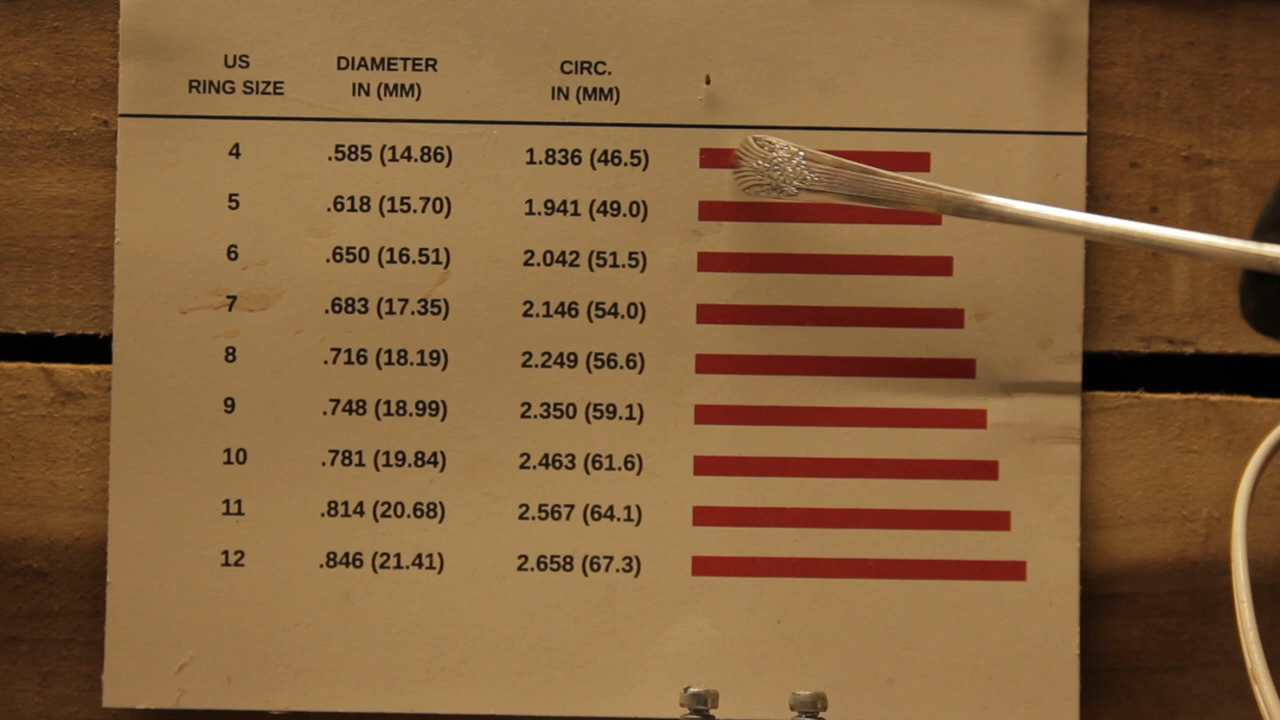 US RING SIZE DIAMETER IN (MM) CIRC. IN (MM)
4 .585 (14.86) 1.836 (46.5)
5 .618 (15.70) 1.941 (49.0)
6 .650 (16.51) 2.042 (51.5)
7 .683 (17.35) 2.146 (54.0)
8 .716 (18.19) 2.249 (56.6)
9 .748 (18.99) 2.350 (59.1)
10 .781 (19.84) 2.463 (61.6)
11 .814 (20.68) 2.567 (64.1)
12 .846 (21.41) 2.658 (67.3)